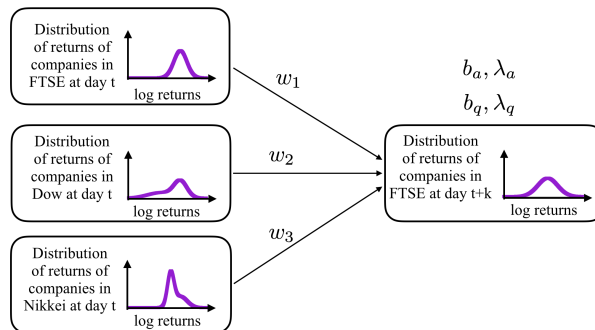 Distribution
of returns of
companies in
FTSE at day t
log returns
w₁
Distribution
of returns of
companies in
Dow at day t
log returns
w₂
Distribution
of returns of
companies in
Nikkei at day t
log returns
w₃
bₐ, λₐ
b_q, λ_q
Distribution
of returns of
companies in
FTSE at day t+k
log returns